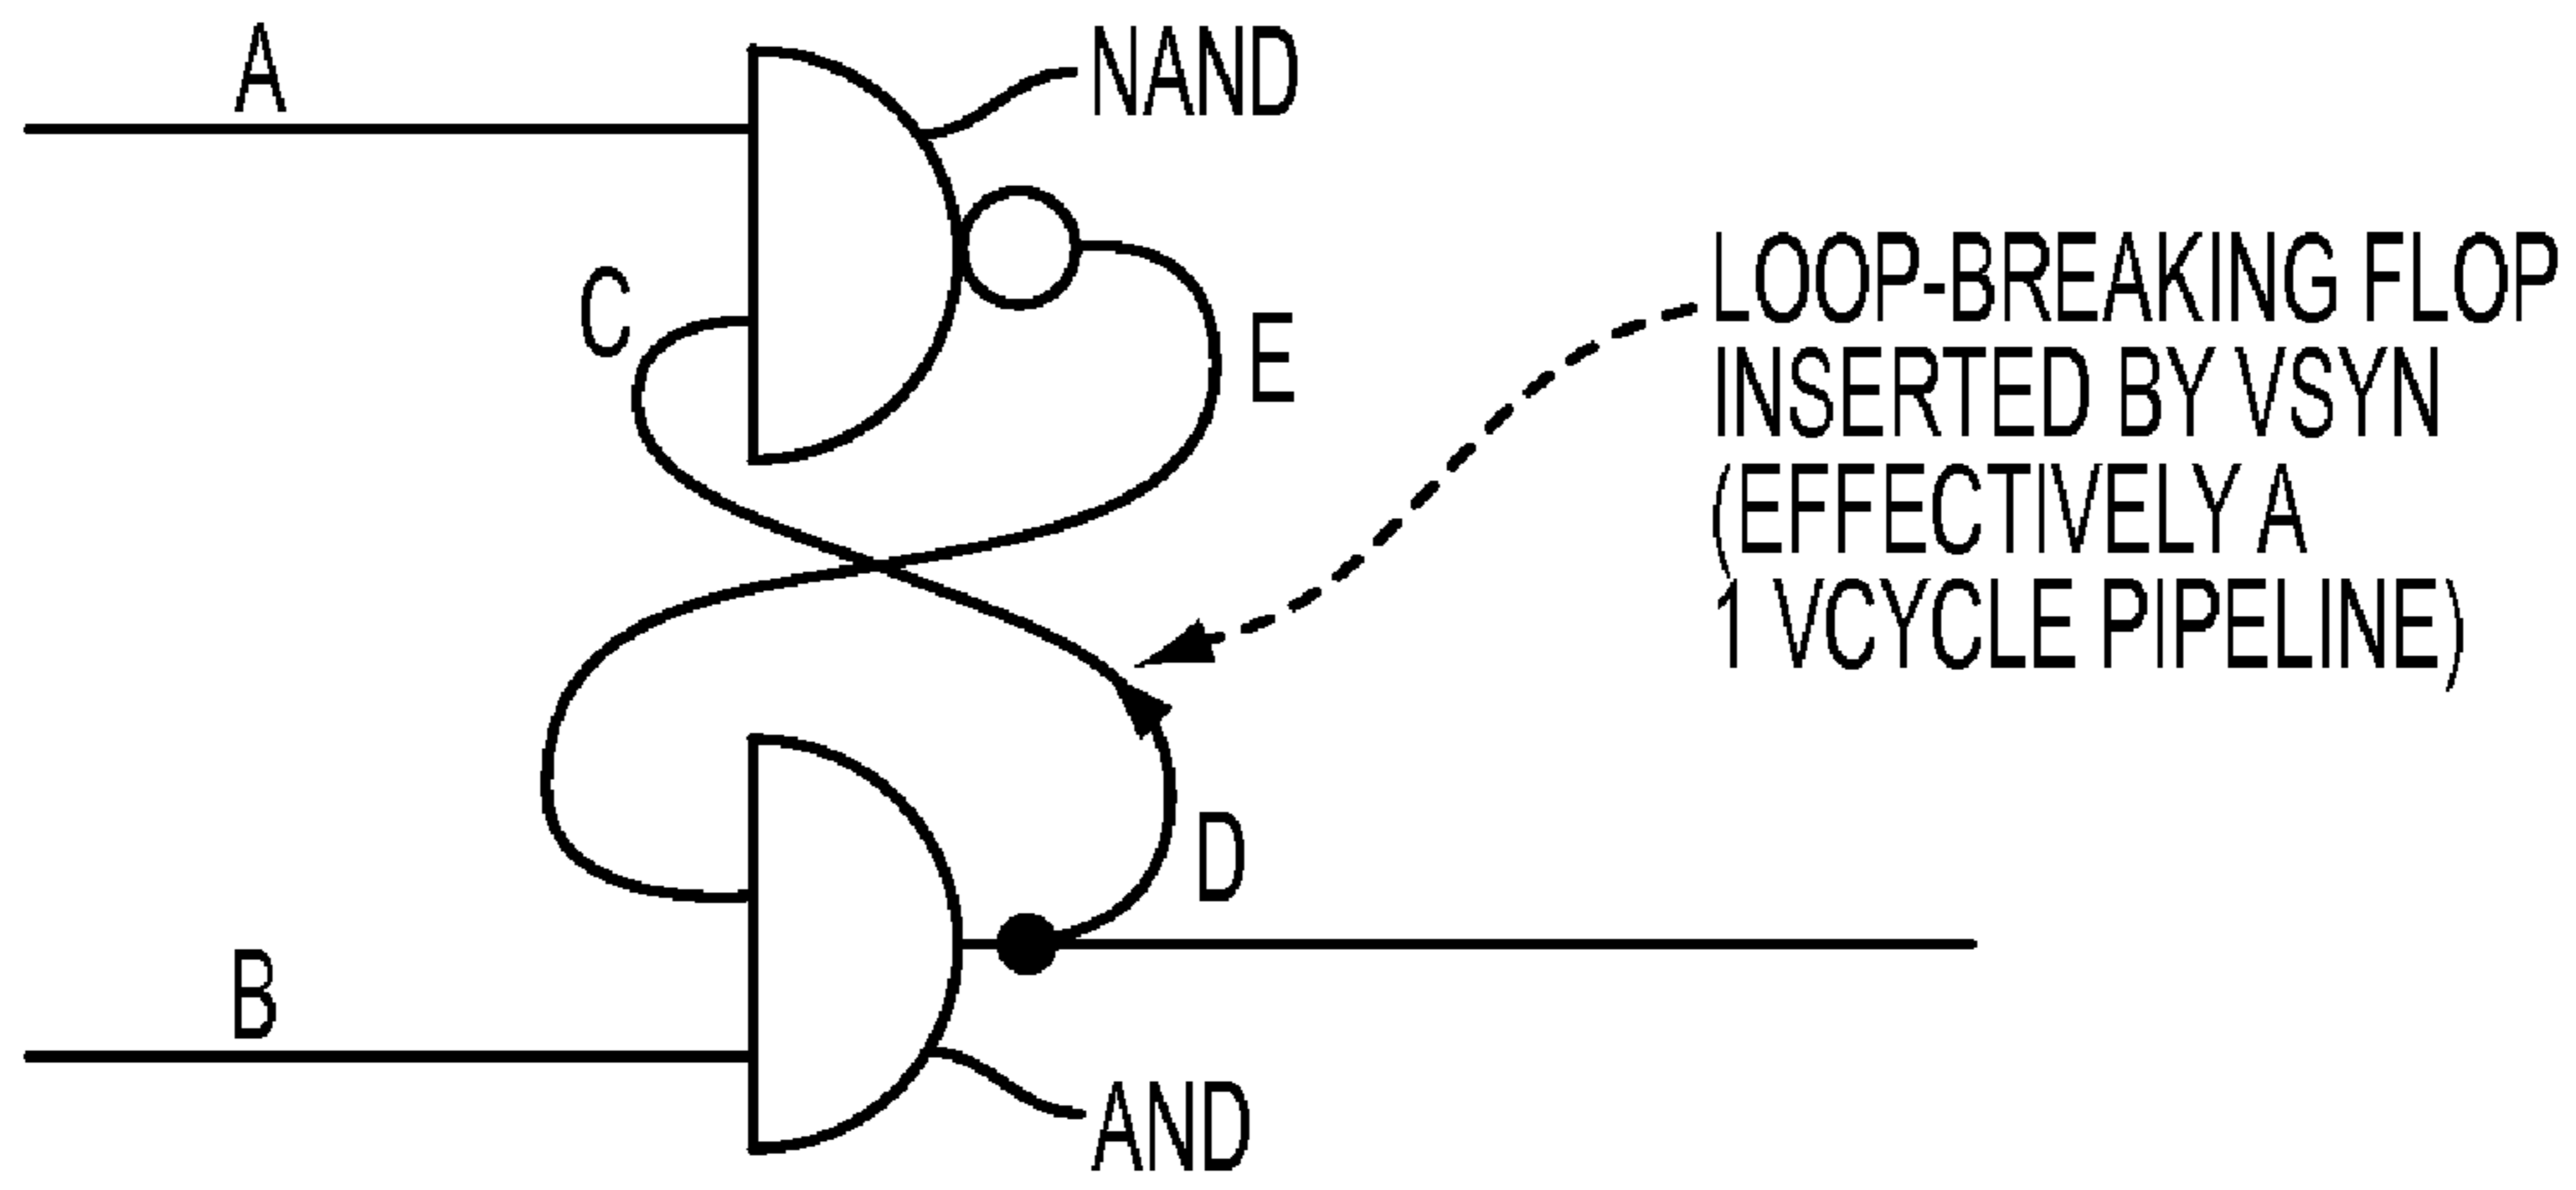 A
NAND
C
E
LOOP-BREAKING FLOP
INSERTED BY VSYN
(EFFECTIVELY A
1 VCYCLE PIPELINE)
D
B
AND